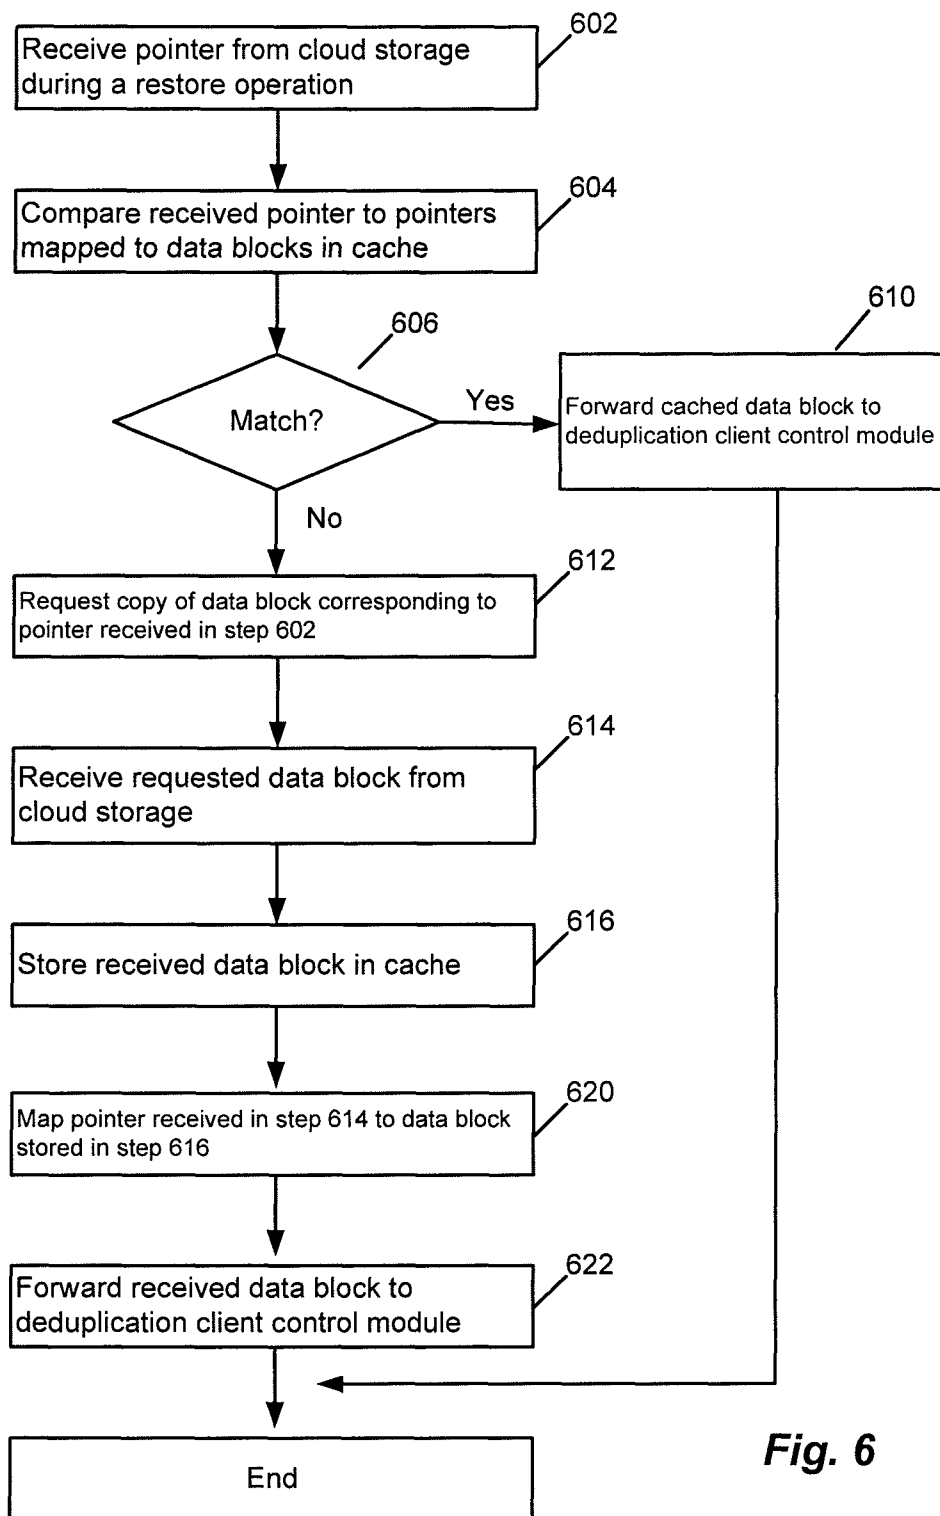 602
Receive pointer from cloud storage
during a restore operation
604
Compare received pointer to pointers
mapped to data blocks in cache
606
Match?
Yes
610
Forward cached data block to
deduplication client control module
No
612
Request copy of data block corresponding to
pointer received in step 602
614
Receive requested data block from
cloud storage
616
Store received data block in cache
620
Map pointer received in step 614 to data block
stored in step 616
622
Forward received data block to
deduplication client control module
End
Fig. 6